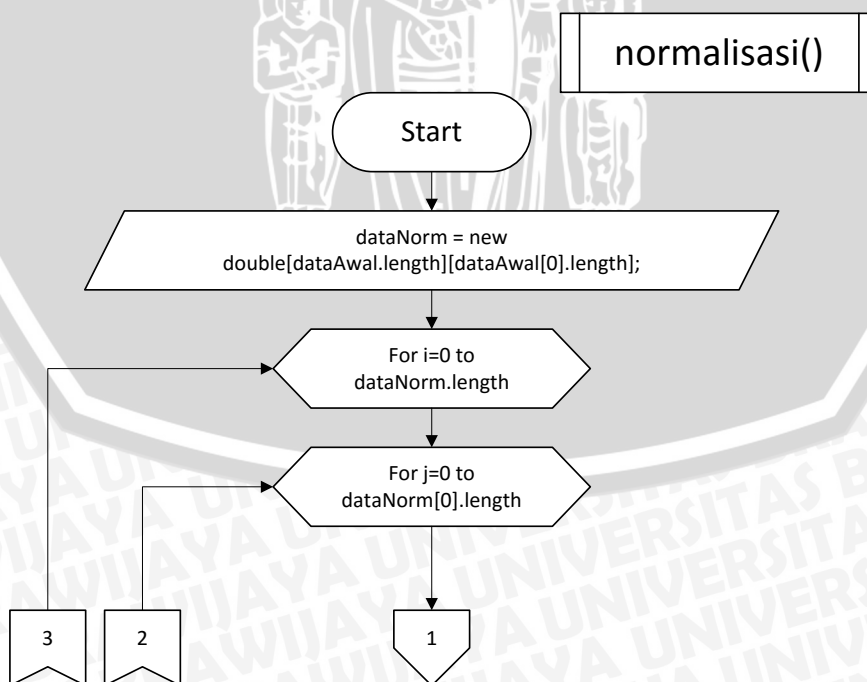 normalisasi()
Start
dataNorm = new
double[dataAwal.length][dataAwal[0].length];
For i=0 to
dataNorm.length
For j=0 to
dataNorm[0].length
3
2
1